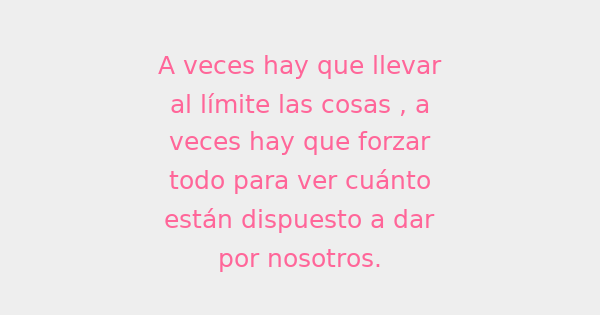 A veces hay que llevar
al límite las cosas , a
veces hay que forzar
todo para ver cuánto
están dispuesto a dar
por nosotros.